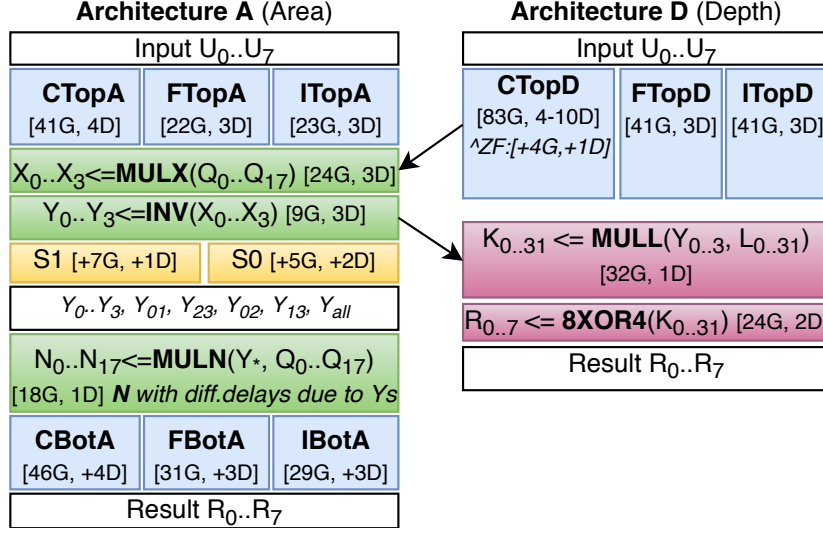 Architecture A (Area)
Input U₀..U₇
CTopA
[41G, 4D]
FTopA
[22G, 3D]
ITopA
[23G, 3D]
X₀..X₃<=MULX(Q₀..Q₁₇) [24G, 3D]
Y₀..Y₃<=INV(X₀..X₃) [9G, 3D]
S1 [+7G, +1D]
S0 [+5G, +2D]
Y₀..Y₃, Y₀₁, Y₂₃, Y₀₂, Y₁₃, Yₐₗₗ
N₀..N₁₇<=MULN(Y*, Q₀..Q₁₇)
[18G, 1D] N with diff.delays due to Ys
CBotA
[46G, +4D]
FBotA
[31G, +3D]
IBotA
[29G, +3D]
Result R₀..R₇
Architecture D (Depth)
Input U₀..U₇
CTopD
[83G, 4-10D]
^ZF:[+4G,+1D]
FTopD
[41G, 3D]
ITopD
[41G, 3D]
K₀..₃₁ <= MULL(Y₀..₃, L₀..₃₁)
[32G, 1D]
R₀..₇ <= 8XOR4(K₀..₃₁) [24G, 2D
Result R₀..R₇